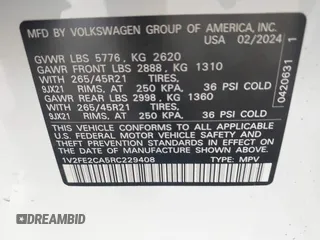 MFD BY VOLKSWAGEN GROUP OF AMERICA, INC.
USA 02/2024
GVWR LBS 5776, KG 2620
GAWR FRONT LBS 2888, KG 1310
WITH 265/45R21 TIRES,
9JX21 RIMS, AT 250 KPA, 36 PSI COLD
GAWR REAR LBS 2998, KG 1360
WITH 265/45R21 TIRES,
9JX21 RIMS, AT 250 KPA, 36 PSI COLD
THIS VEHICLE CONFORMS TO ALL APPLICABLE
U.S. FEDERAL MOTOR VEHICLE SAFETY, BUMPER,
AND THEFT PREVENTION STANDARDS IN EFFECT
ON THE DATE OF MANUFACTURE SHOWN ABOVE.
1V2FE2CA5RC229408 TYPE: MPV
0420631 1